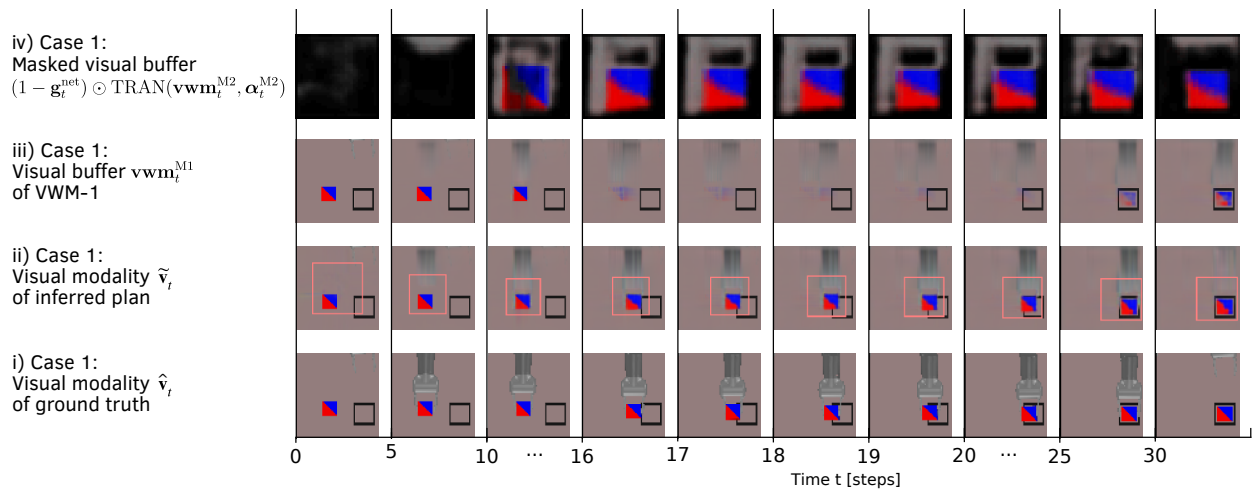 iv) Case 1:
Masked visual buffer
(1 − g_t^net) ⊙ TRAN(vwm_t^M2, α_t^M2)
iii) Case 1:
Visual buffer vwm_t^M1
of VWM-1
ii) Case 1:
Visual modality ṽ_t
of inferred plan
i) Case 1:
Visual modality v̂_t
of ground truth
0 5 10 ... 16 17 18 19 20 ... 25 30
Time t [steps]